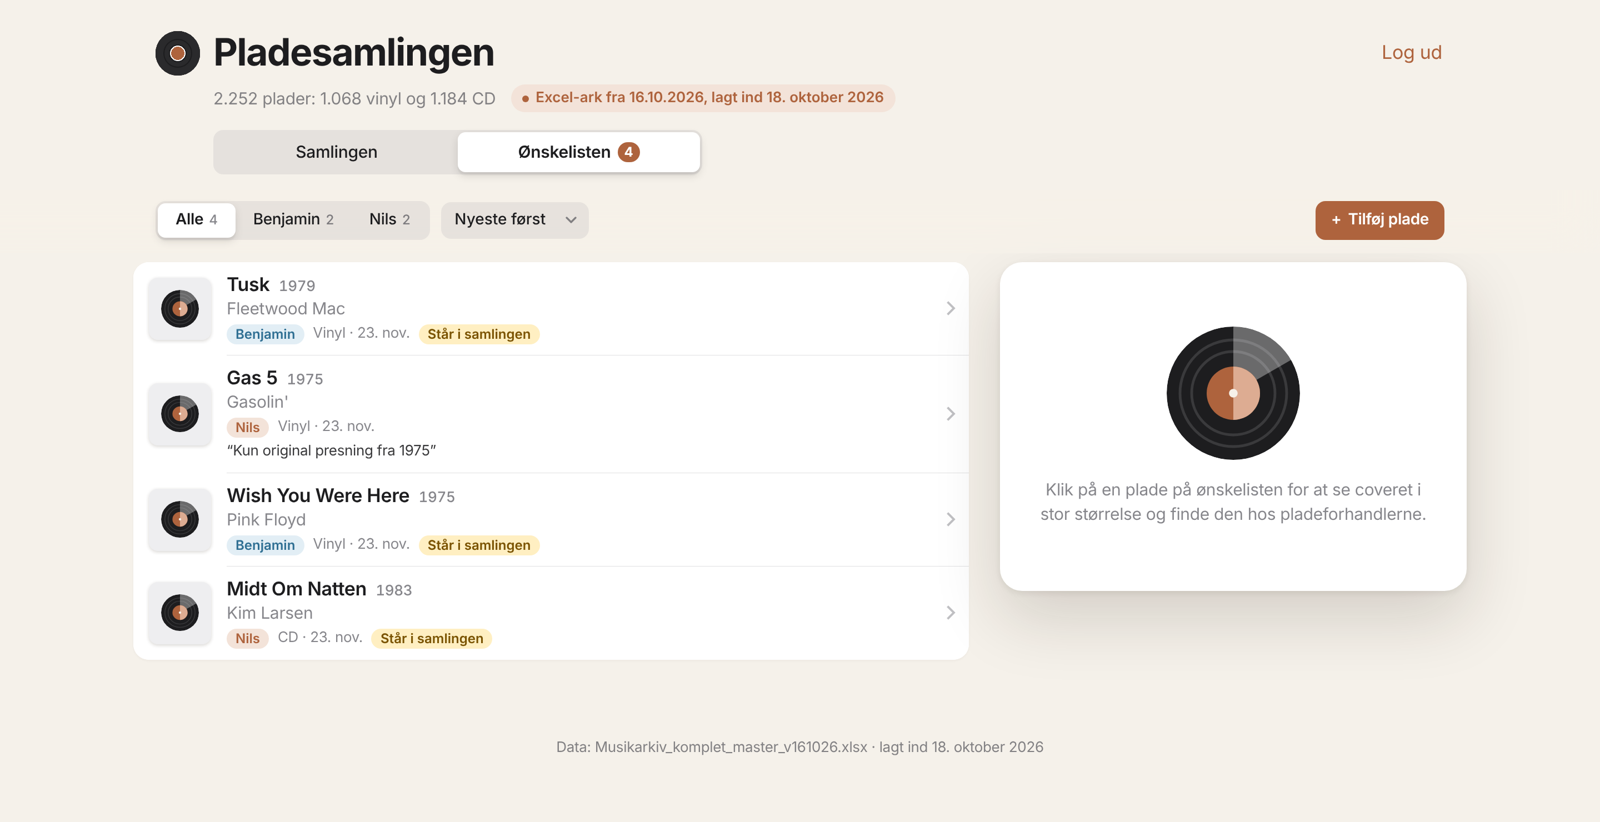 Pladesamlingen
Log ud
2.252 plader: 1.068 vinyl og 1.184 CD
Excel-ark fra 16.10.2026, lagt ind 18. oktober 2026
Samlingen
Ønskelisten 4
Alle 4
Benjamin 2
Nils 2
Nyeste først
+ Tilføj plade
Tusk 1979
Fleetwood Mac
Benjamin Vinyl · 23. nov. Står i samlingen
Gas 5 1975
Gasolin'
Nils Vinyl · 23. nov.
“Kun original presning fra 1975”
Wish You Were Here 1975
Pink Floyd
Benjamin Vinyl · 23. nov. Står i samlingen
Midt Om Natten 1983
Kim Larsen
Nils CD · 23. nov. Står i samlingen
Klik på en plade på ønskelisten for at se coveret i
stor størrelse og finde den hos pladeforhandlerne.
Data: Musikarkiv_komplet_master_v161026.xlsx · lagt ind 18. oktober 2026